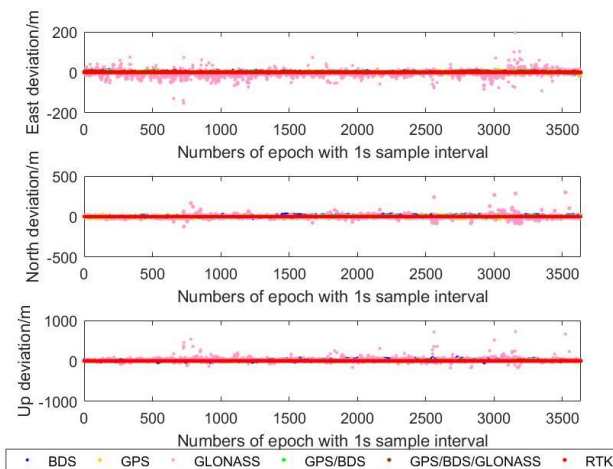 200
0
-200
East deviation/m
0 500 1000 1500 2000 2500 3000 3500
Numbers of epoch with 1s sample interval
500
0
-500
North deviation/m
0 500 1000 1500 2000 2500 3000 3500
Numbers of epoch with 1s sample interval
1000
0
-1000
Up deviation/m
0 500 1000 1500 2000 2500 3000 3500
Numbers of epoch with 1s sample interval
BDS GPS GLONASS GPS/BDS GPS/BDS/GLONASS RTK